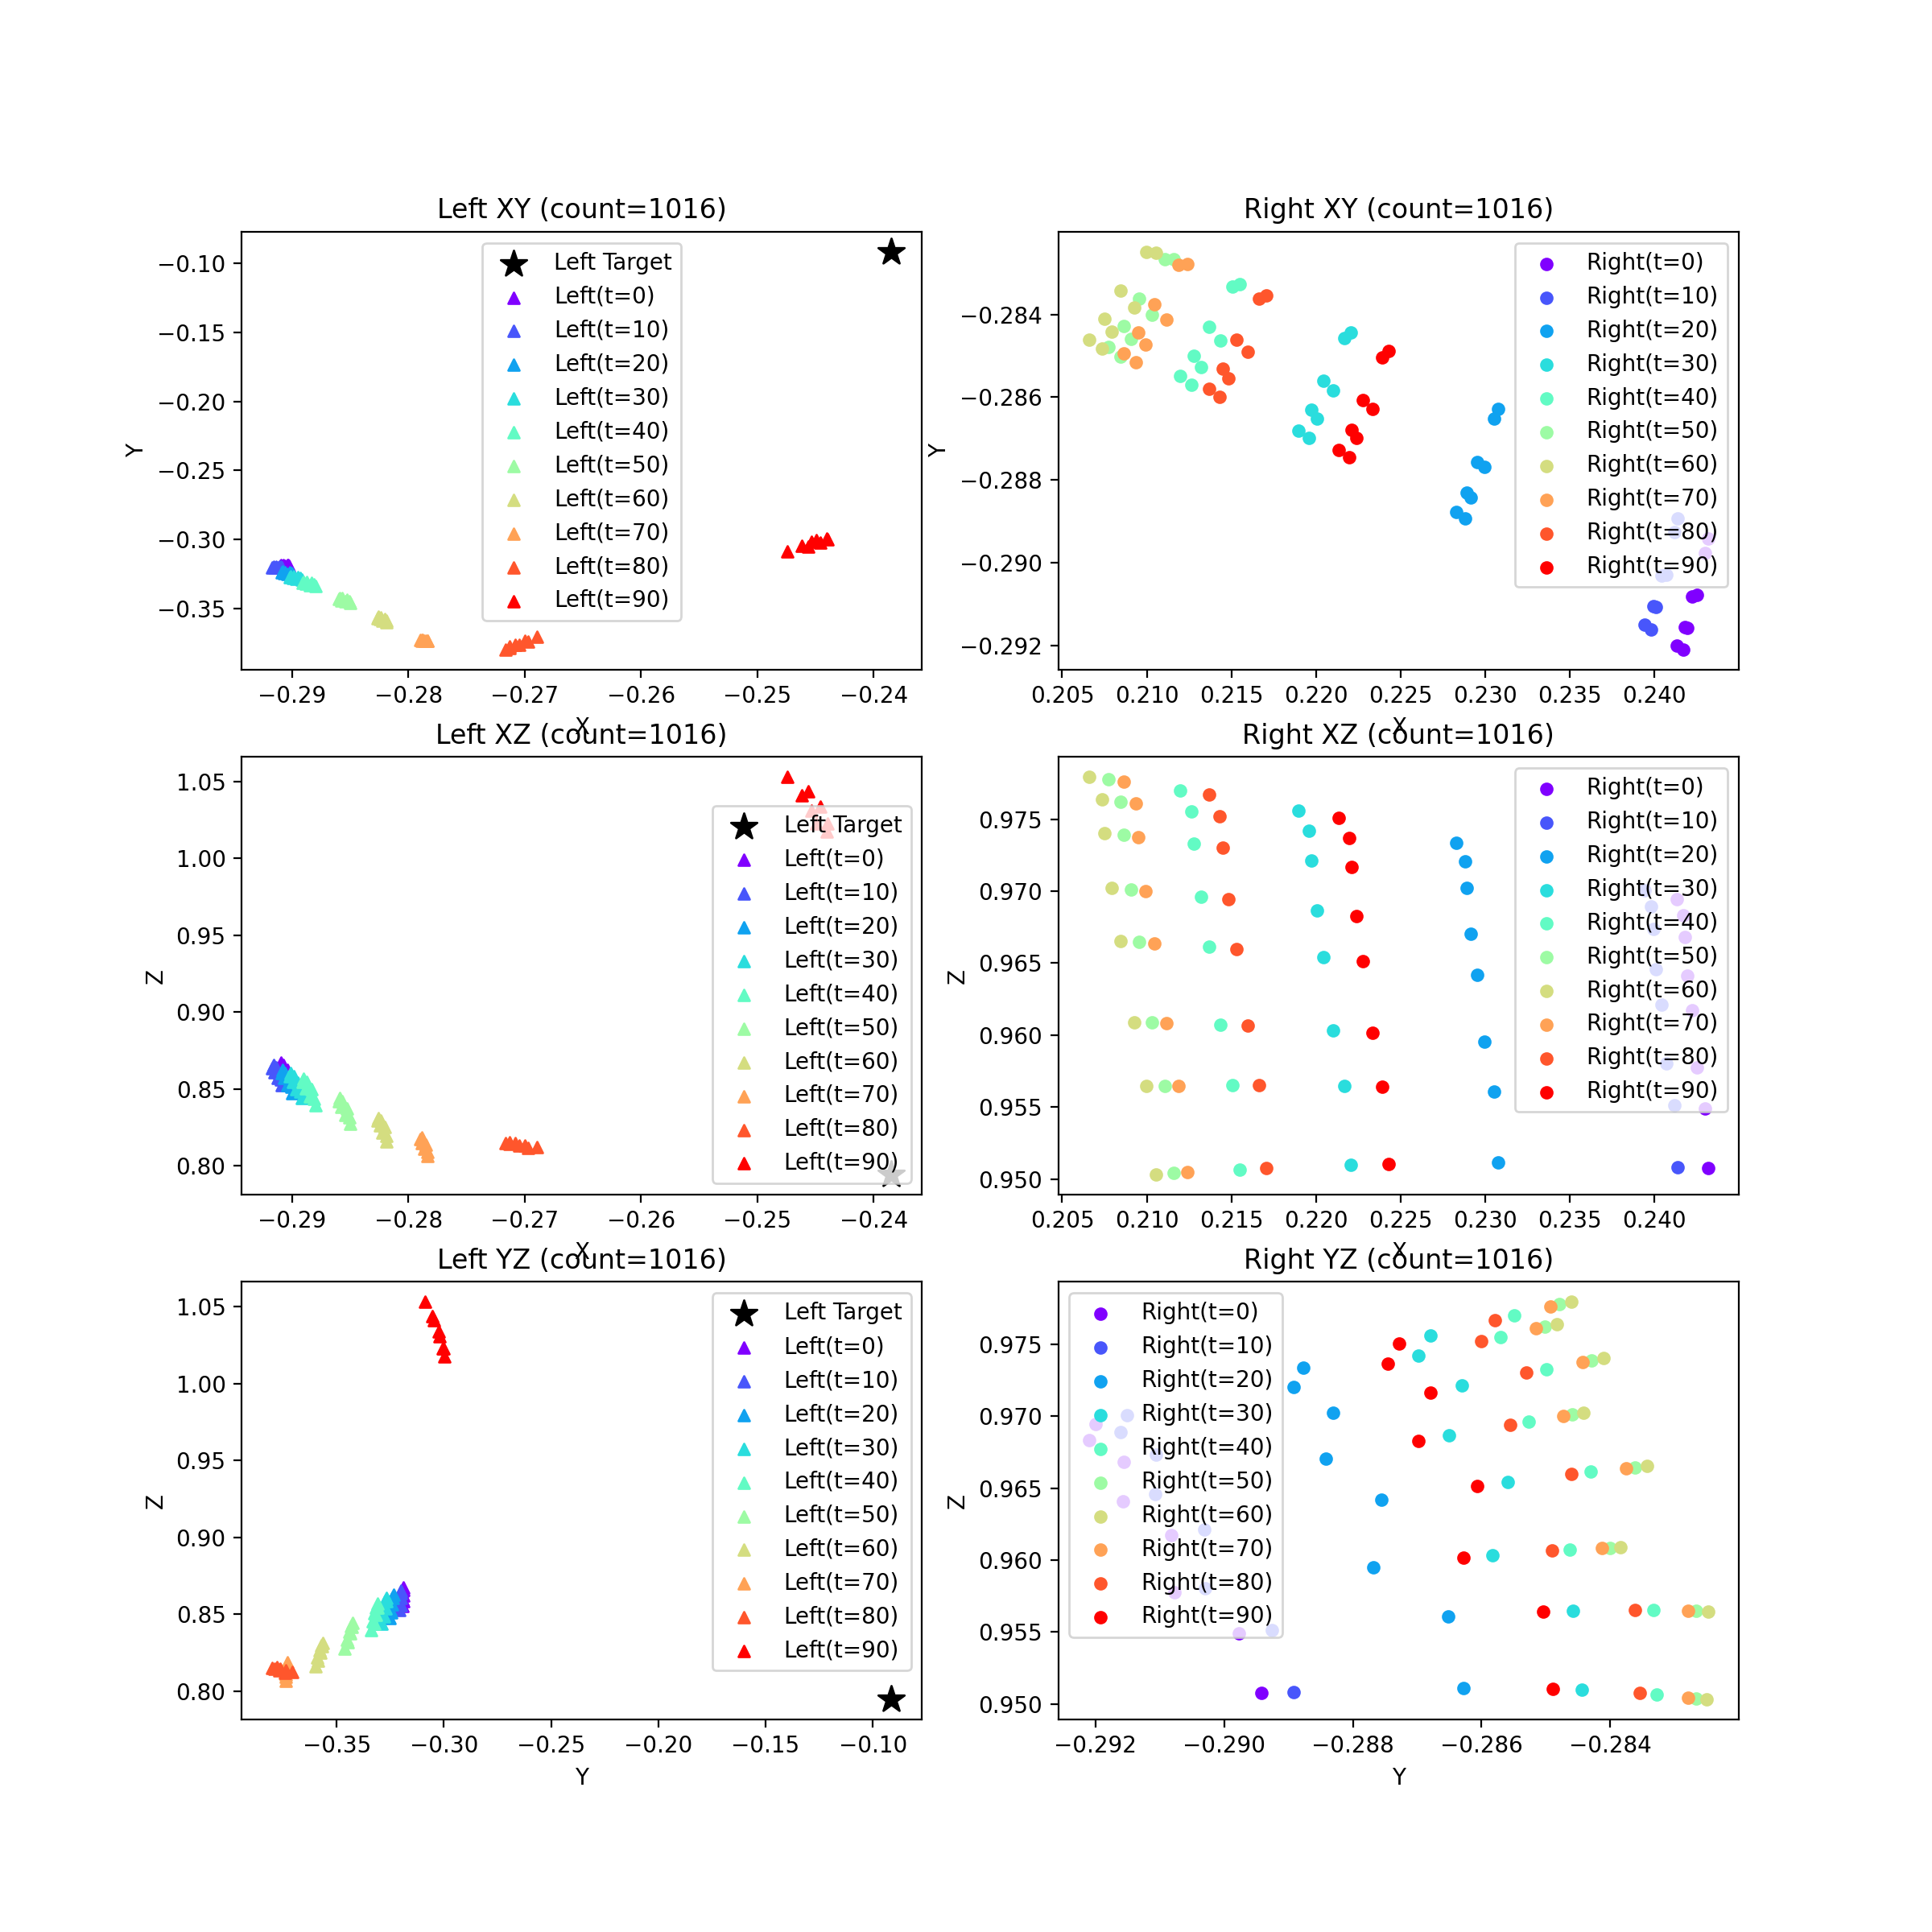 Left XY (count=1016)
Right XY (count=1016)
Y
−0.10
−0.15
−0.20
−0.25
−0.30
−0.35
Left Target
Left(t=0)
Left(t=10)
Left(t=20)
Left(t=30)
Left(t=40)
Left(t=50)
Left(t=60)
Left(t=70)
Left(t=80)
Left(t=90)
−0.29 −0.28 −0.27 −0.26 −0.25 −0.24
X
Y
−0.284
−0.286
−0.288
−0.290
−0.292
Right(t=0)
Right(t=10)
Right(t=20)
Right(t=30)
Right(t=40)
Right(t=50)
Right(t=60)
Right(t=70)
Right(t=80)
Right(t=90)
0.205 0.210 0.215 0.220 0.225 0.230 0.235 0.240
X
Left XZ (count=1016)
Right XZ (count=1016)
Z
1.05
1.00
0.95
0.90
0.85
0.80
Left Target
Left(t=0)
Left(t=10)
Left(t=20)
Left(t=30)
Left(t=40)
Left(t=50)
Left(t=60)
Left(t=70)
Left(t=80)
Left(t=90)
−0.29 −0.28 −0.27 −0.26 −0.25 −0.24
X
Z
0.975
0.970
0.965
0.960
0.955
0.950
Right(t=0)
Right(t=10)
Right(t=20)
Right(t=30)
Right(t=40)
Right(t=50)
Right(t=60)
Right(t=70)
Right(t=80)
Right(t=90)
0.205 0.210 0.215 0.220 0.225 0.230 0.235 0.240
X
Left YZ (count=1016)
Right YZ (count=1016)
Z
1.05
1.00
0.95
0.90
0.85
0.80
Left Target
Left(t=0)
Left(t=10)
Left(t=20)
Left(t=30)
Left(t=40)
Left(t=50)
Left(t=60)
Left(t=70)
Left(t=80)
Left(t=90)
−0.35 −0.30 −0.25 −0.20 −0.15 −0.10
Y
Z
0.975
0.970
0.965
0.960
0.955
0.950
Right(t=0)
Right(t=10)
Right(t=20)
Right(t=30)
Right(t=40)
Right(t=50)
Right(t=60)
Right(t=70)
Right(t=80)
Right(t=90)
−0.292 −0.290 −0.288 −0.286 −0.284
Y